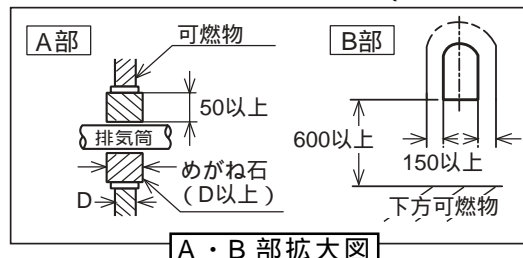 A部
可燃物
50以上
排気筒
めがね石
(D以上)
D
B部
600以上
150以上
下方可燃物
A・B部拡大図